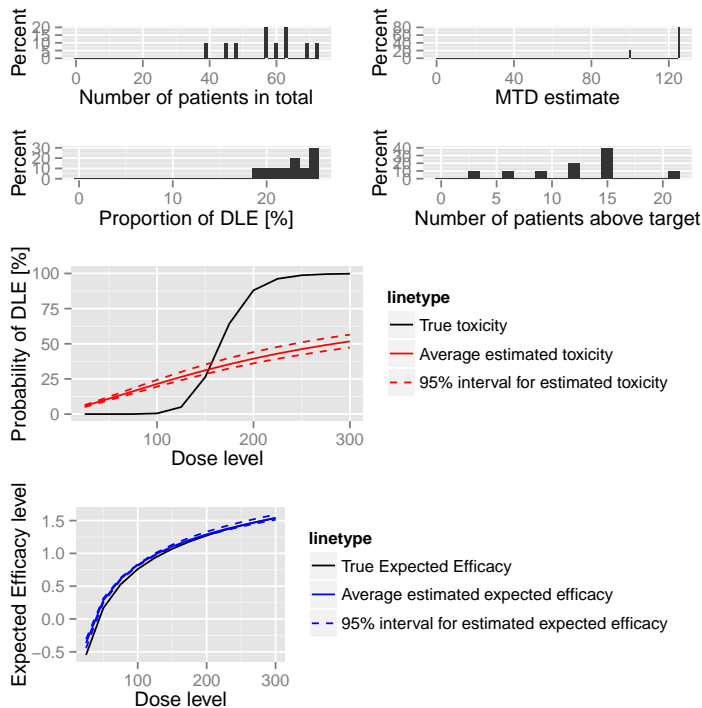 Percent
20
15
10
5
0
0 20 40 60
Number of patients in total
Percent
80
60
40
20
0
0 40 80 120
MTD estimate
Percent
30
20
10
0
0 10 20
Proportion of DLE [%]
Percent
40
30
20
10
0
0 5 10 15 20
Number of patients above target
Probability of DLE [%]
100
75
50
25
0
100 200 300
Dose level
linetype
True toxicity
Average estimated toxicity
95% interval for estimated toxicity
Expected Efficacy level
1.5
1.0
0.5
0.0
−0.5
100 200 300
Dose level
linetype
True Expected Efficacy
Average estimated expected efficacy
95% interval for estimated expected efficacy